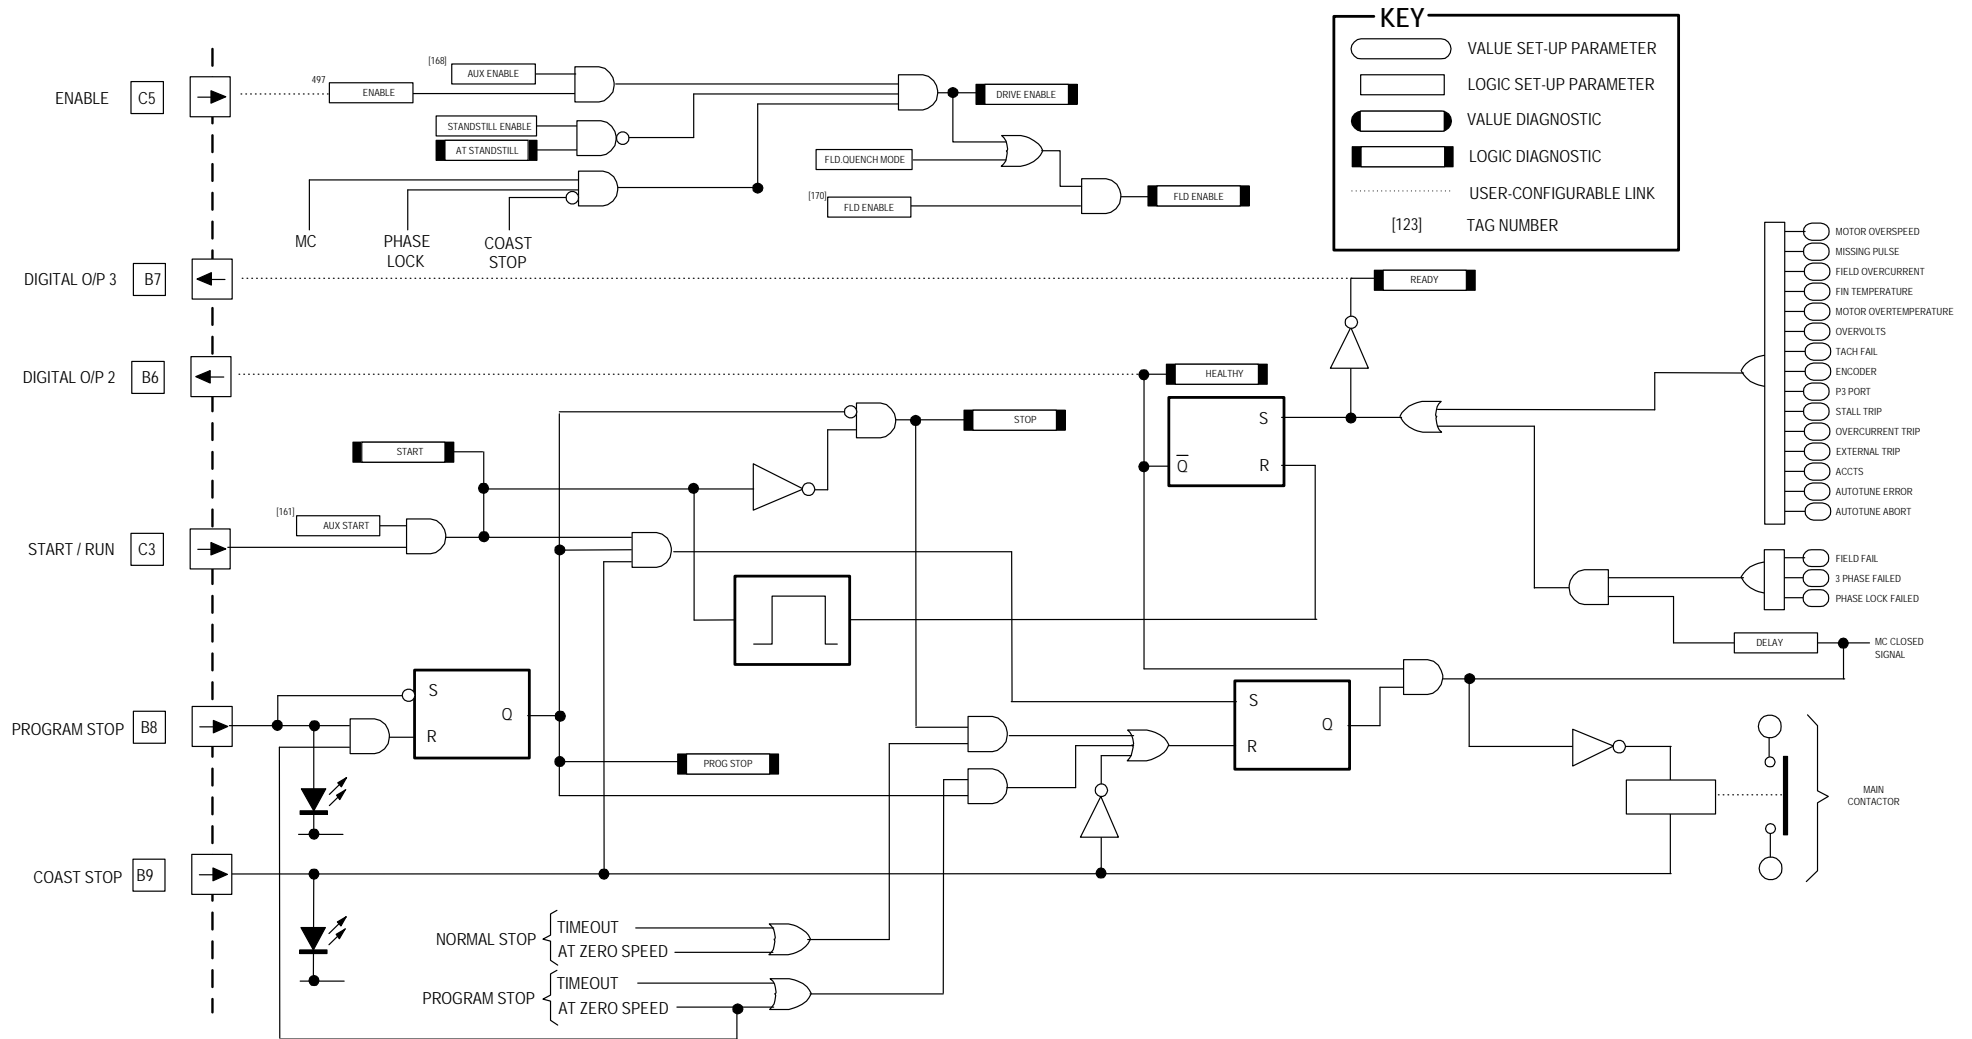 KEY
VALUE SET-UP PARAMETER
LOGIC SET-UP PARAMETER
VALUE DIAGNOSTIC
LOGIC DIAGNOSTIC
USER-CONFIGURABLE LINK
[123] TAG NUMBER
ENABLE C5
497
ENABLE
[168]
AUX ENABLE
DRIVE ENABLE
STANDSTILL ENABLE
AT STANDSTILL
FLD.QUENCH MODE
[170]
FLD ENABLE
FLD ENABLE
MC
PHASE
LOCK
COAST
STOP
DIGITAL O/P 3 B7
READY
DIGITAL O/P 2 B6
HEALTHY
STOP
START
S
Q
R
[161]
AUX START
START / RUN C3
MOTOR OVERSPEED
MISSING PULSE
FIELD OVERCURRENT
FIN TEMPERATURE
MOTOR OVERTEMPERATURE
OVERVOLTS
TACH FAIL
ENCODER
P3 PORT
STALL TRIP
OVERCURRENT TRIP
EXTERNAL TRIP
ACCTS
AUTOTUNE ERROR
AUTOTUNE ABORT
FIELD FAIL
3 PHASE FAILED
PHASE LOCK FAILED
DELAY
MC CLOSED
SIGNAL
PROGRAM STOP B8
S
Q
R
PROG STOP
S
Q
R
MAIN
CONTACTOR
COAST STOP B9
NORMAL STOP
TIMEOUT
AT ZERO SPEED
PROGRAM STOP
TIMEOUT
AT ZERO SPEED